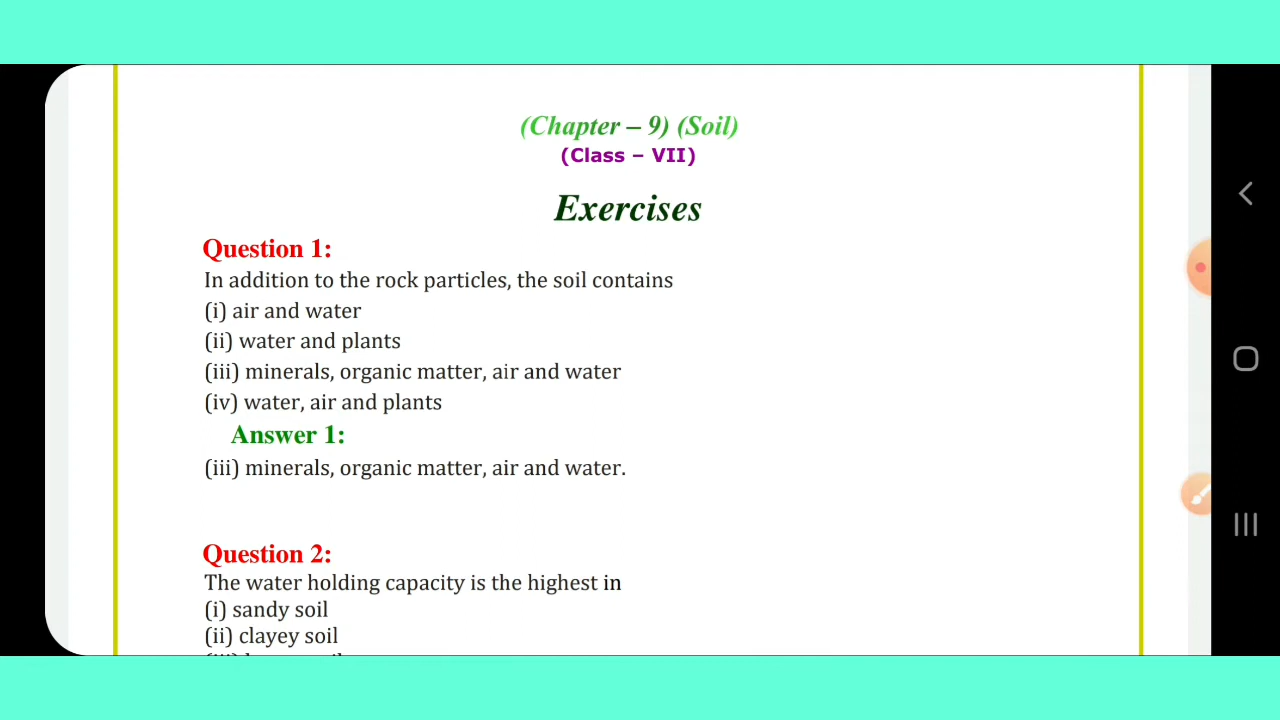 (Chapter – 9) (Soil)
(Class – VII)
Exercises
Question 1:
In addition to the rock particles, the soil contains
(i) air and water
(ii) water and plants
(iii) minerals, organic matter, air and water
(iv) water, air and plants
Answer 1:
(iii) minerals, organic matter, air and water.
Question 2:
The water holding capacity is the highest in
(i) sandy soil
(ii) clayey soil